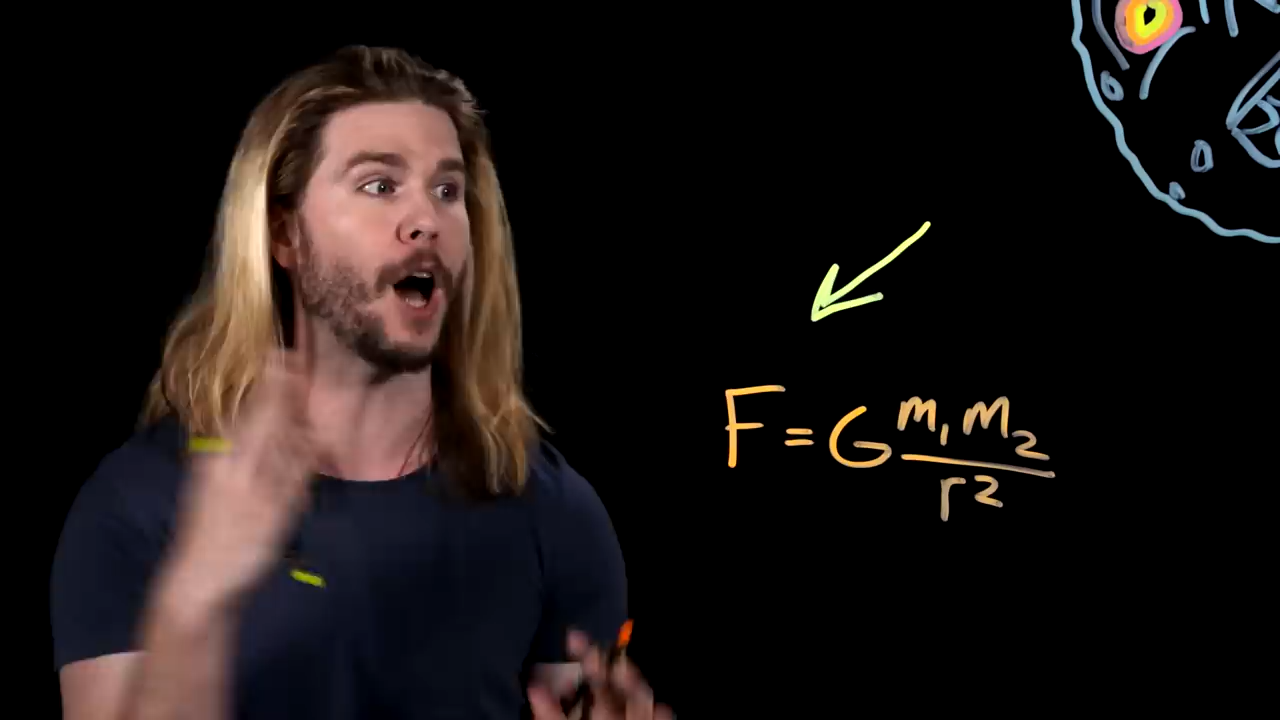 F = G m₁m₂/r²